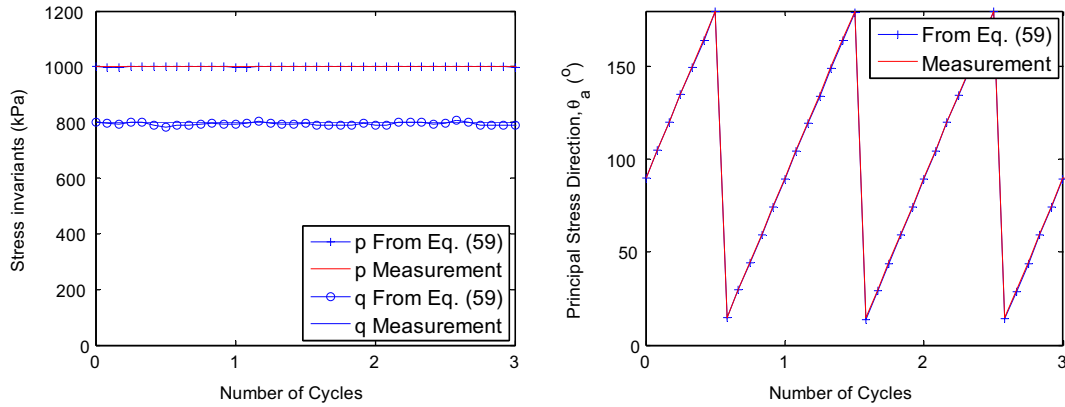 1200
1000
800
600
400
200
0
0
1
2
3
Stress invariants (kPa)
Number of Cycles
p From Eq. (59)
p Measurement
q From Eq. (59)
q Measurement
150
100
50
0
0
1
2
3
Principal Stress Direction, θ_a (°)
Number of Cycles
From Eq. (59)
Measurement